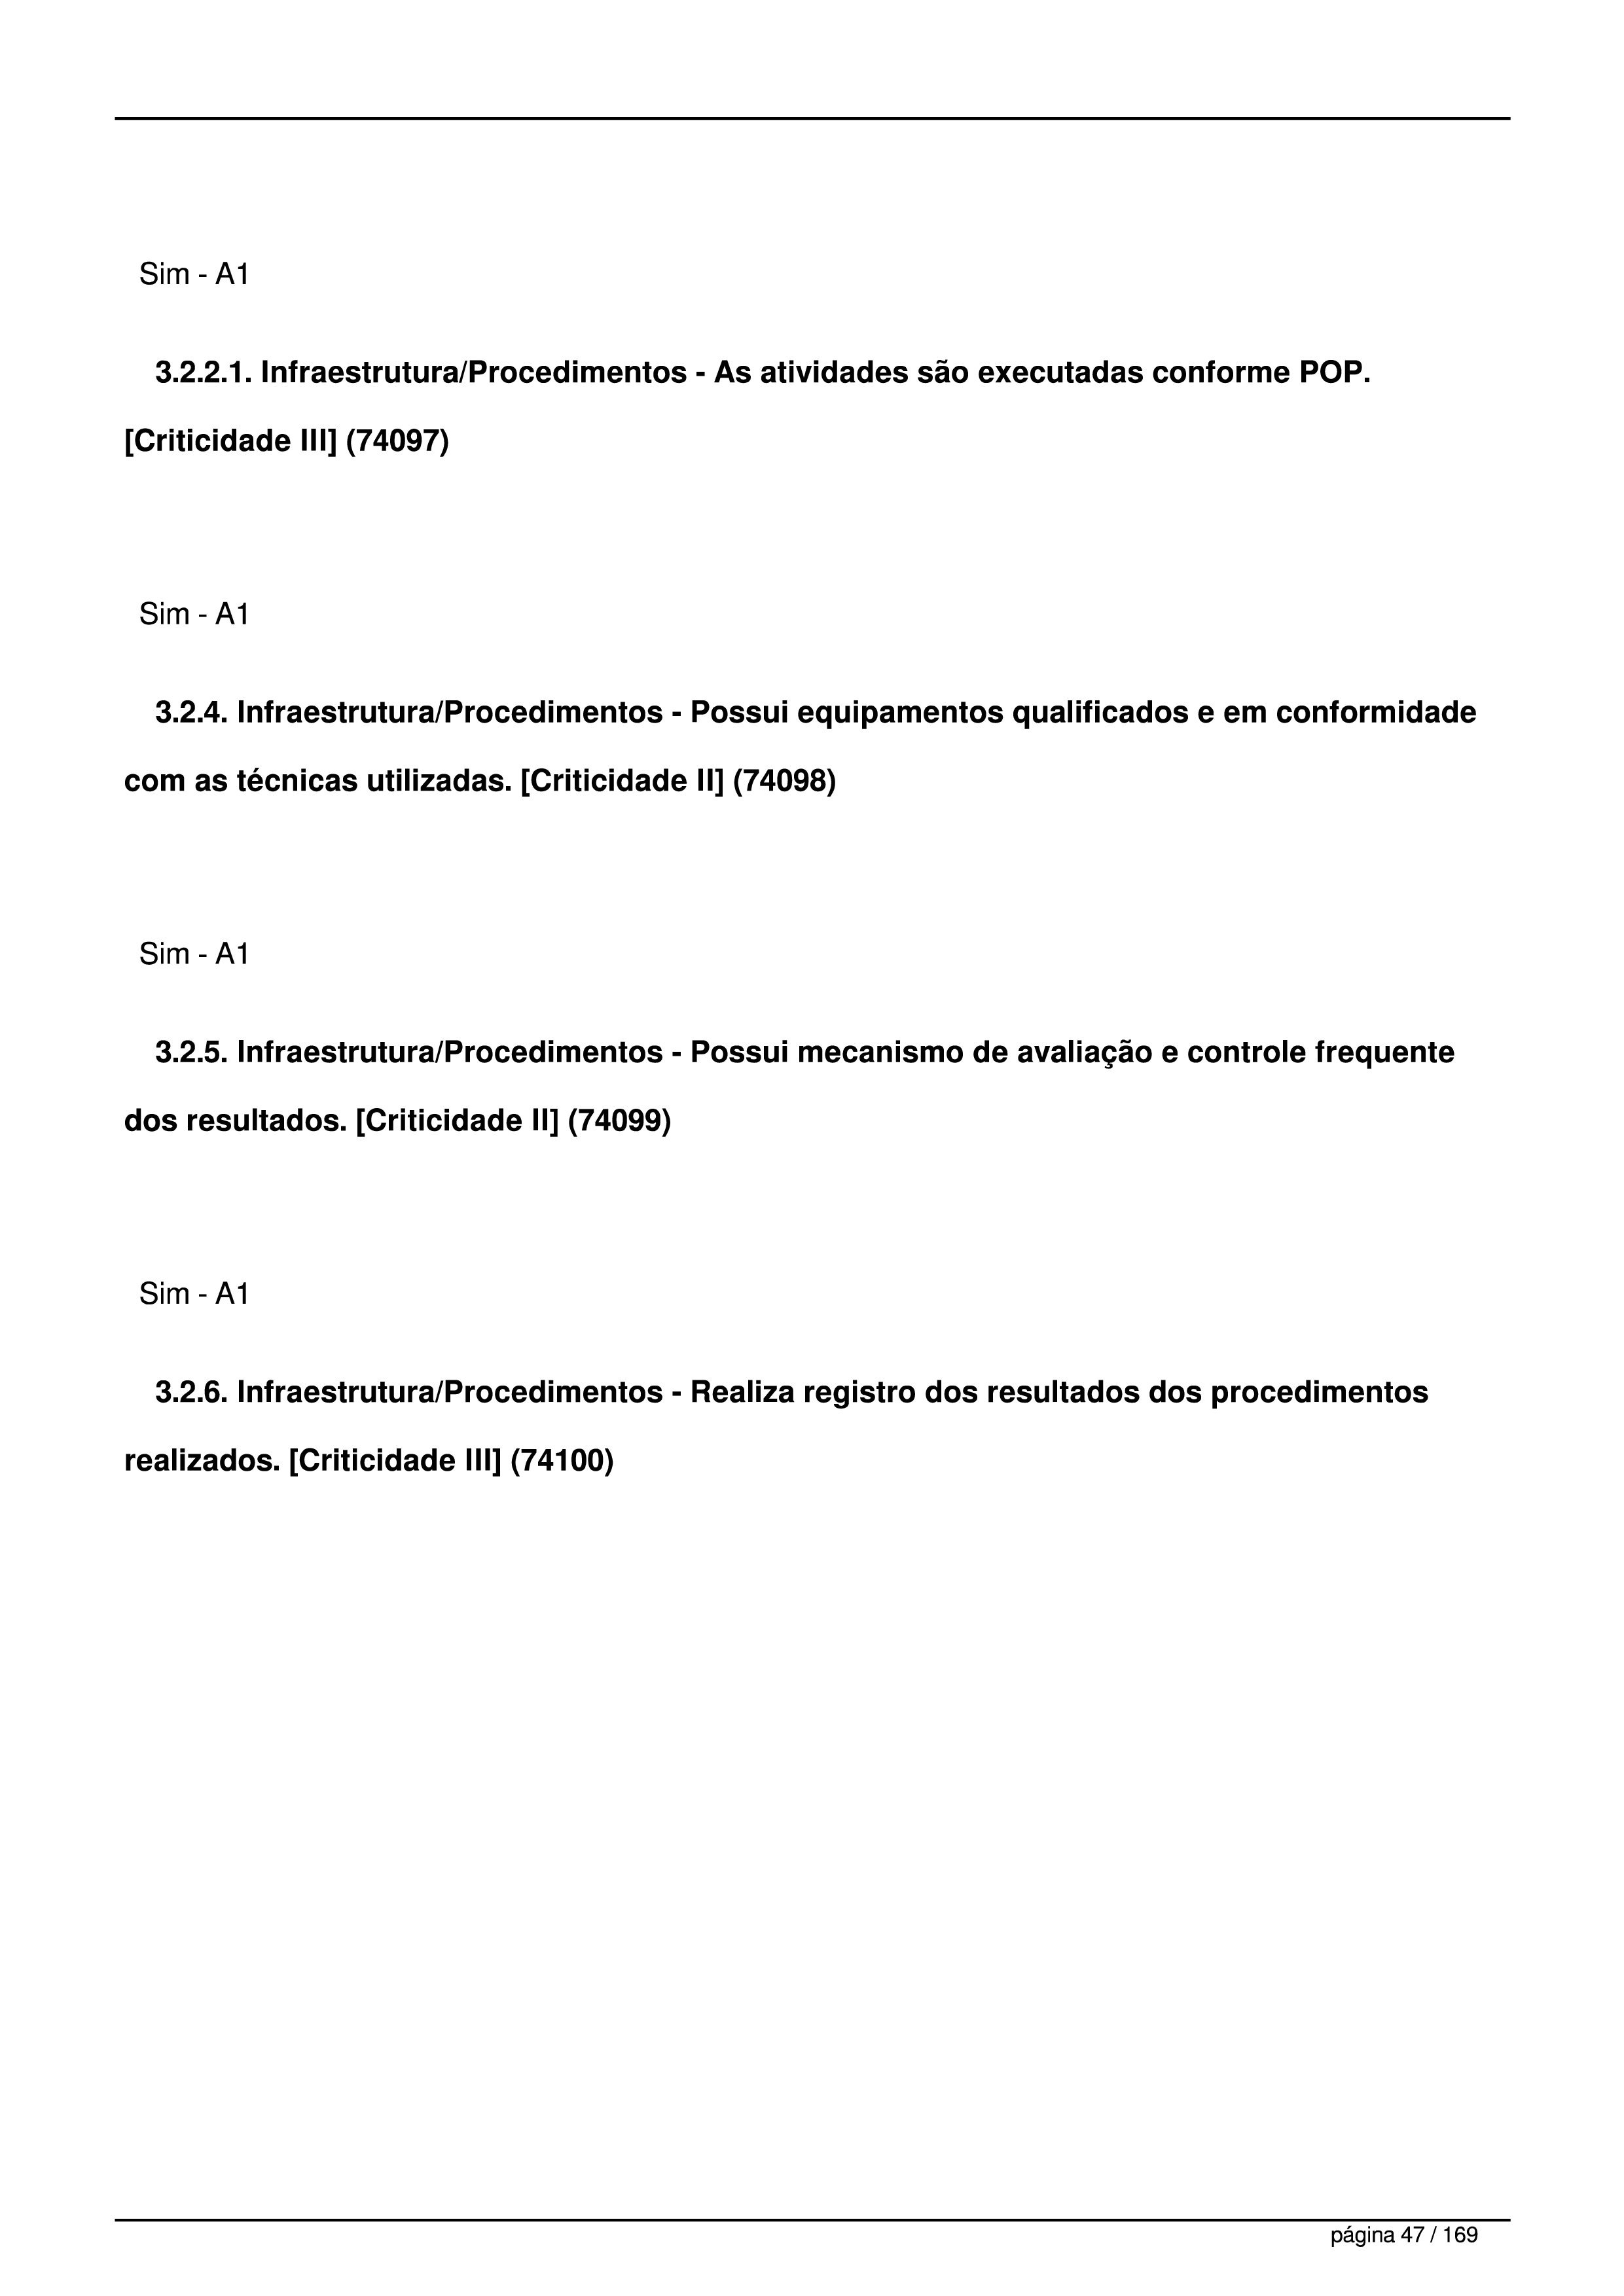 Sim - A1
3.2.2.1. Infraestrutura/Procedimentos - As atividades são executadas conforme POP.
[Criticidade III] (74097)
Sim - A1
3.2.4. Infraestrutura/Procedimentos - Possui equipamentos qualificados e em conformidade
com as técnicas utilizadas. [Criticidade II] (74098)
Sim - A1
3.2.5. Infraestrutura/Procedimentos - Possui mecanismo de avaliação e controle frequente
dos resultados. [Criticidade II] (74099)
Sim - A1
3.2.6. Infraestrutura/Procedimentos - Realiza registro dos resultados dos procedimentos
realizados. [Criticidade III] (74100)
página 47 / 169